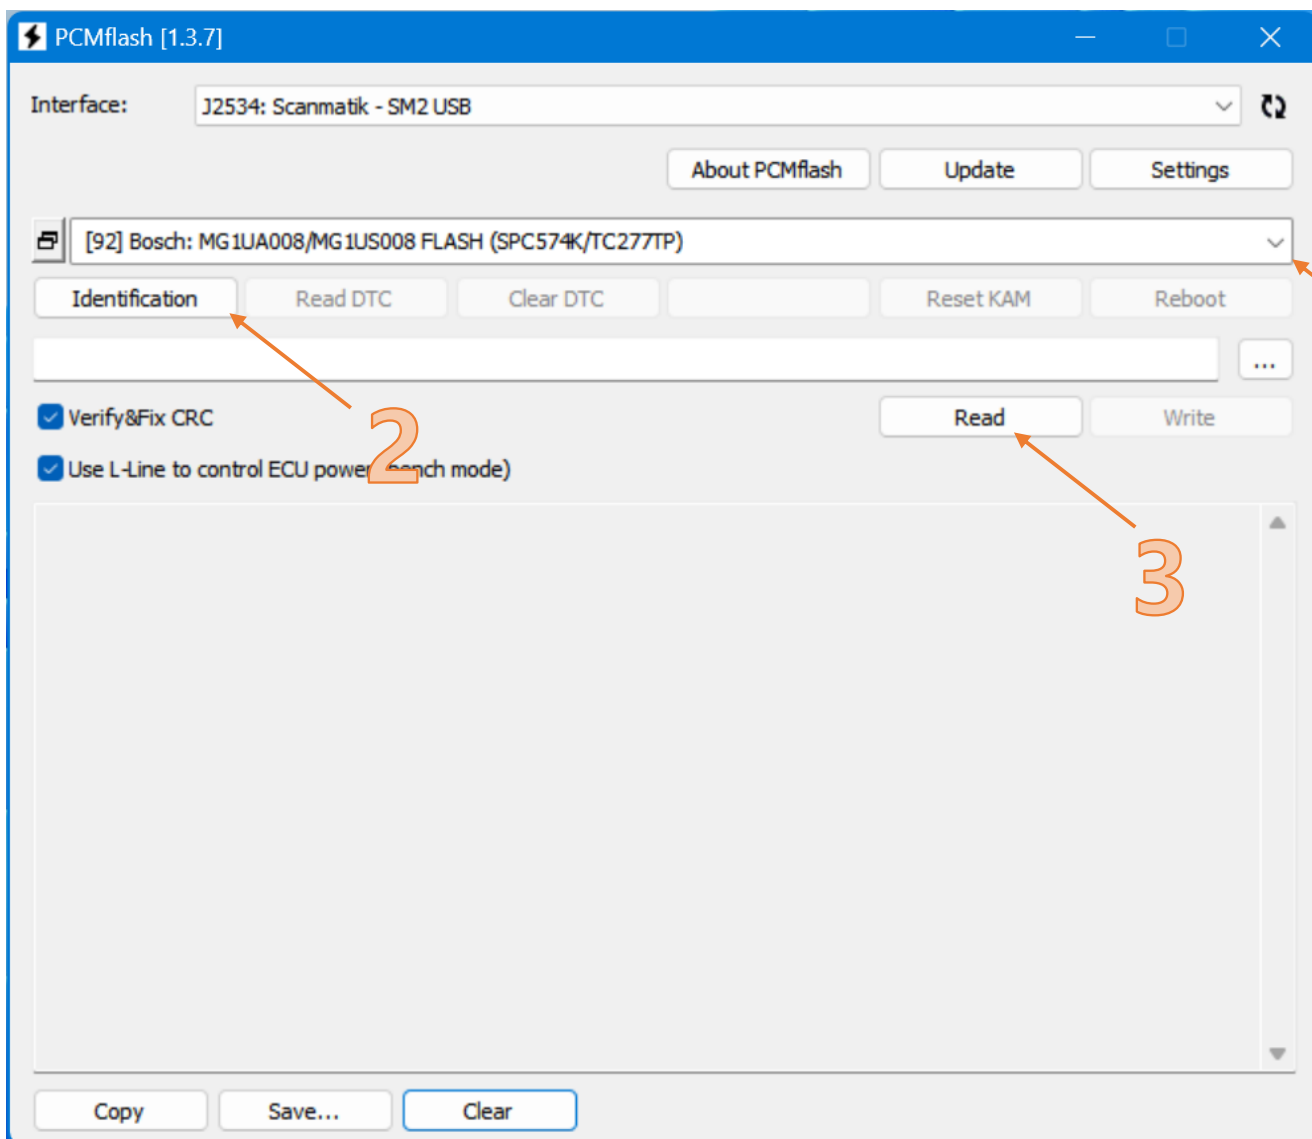 PCMflash [1.3.7]
Interface:
J2534: Scanmatik - SM2 USB
About PCMflash
Update
Settings
[92] Bosch: MG1UA008/MG1US008 FLASH (SPC574K/TC277TP)
Identification
Read DTC
Clear DTC
Reset KAM
Reboot
...
Verify&Fix CRC
Read
Write
2
Use L-Line to control ECU power (bench mode)
3
Copy
Save...
Clear